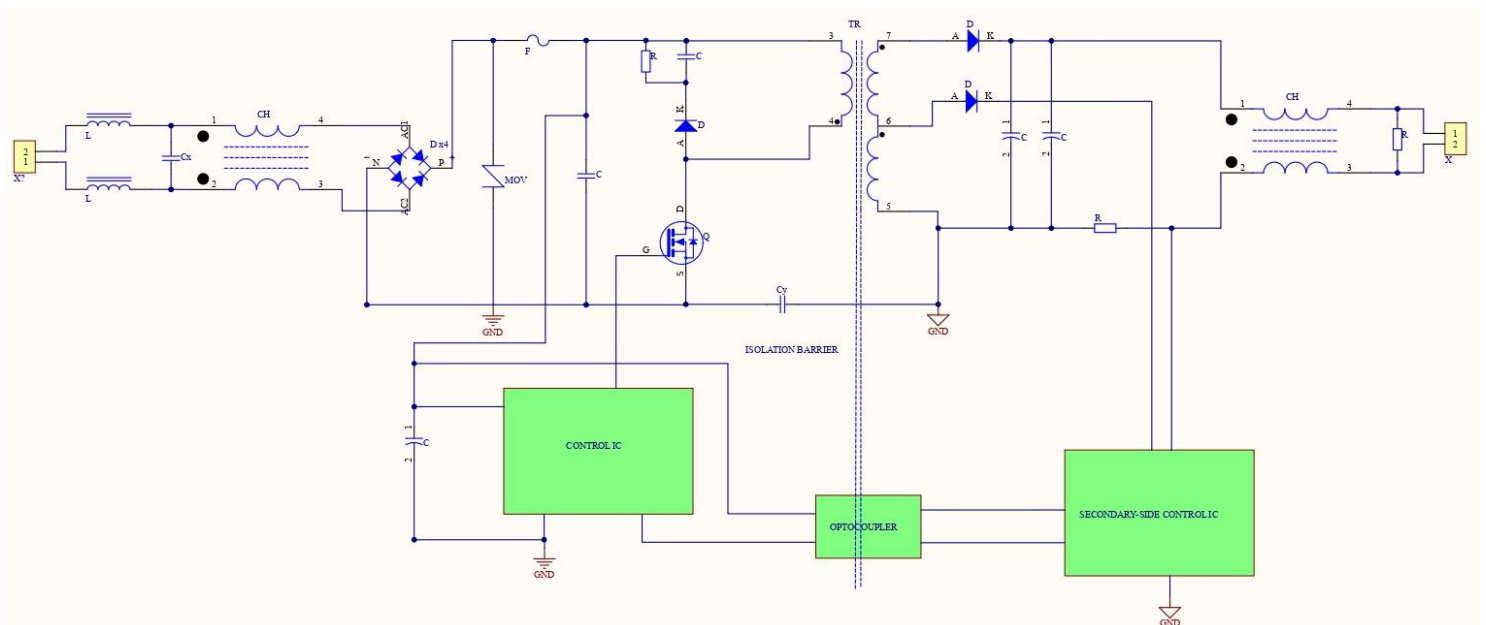 TR
D
3
7
A
K
F
R
C
D
1
CH
4
AC1
L
K
A
K
1
CH
4
4
6
D
2
1
X?
Cx
D x4
-
N
P
+
A
1
C
2
1
C
2
R
1
2
X
MOV
C
2
3
AC2
L
D
5
2
3
R
G
Q
S
Cy
GND
GND
ISOLATION BARRIER
1
C
2
CONTROL IC
OPTOCOUPLER
SECONDARY-SIDE CONTROL IC
GND
GND